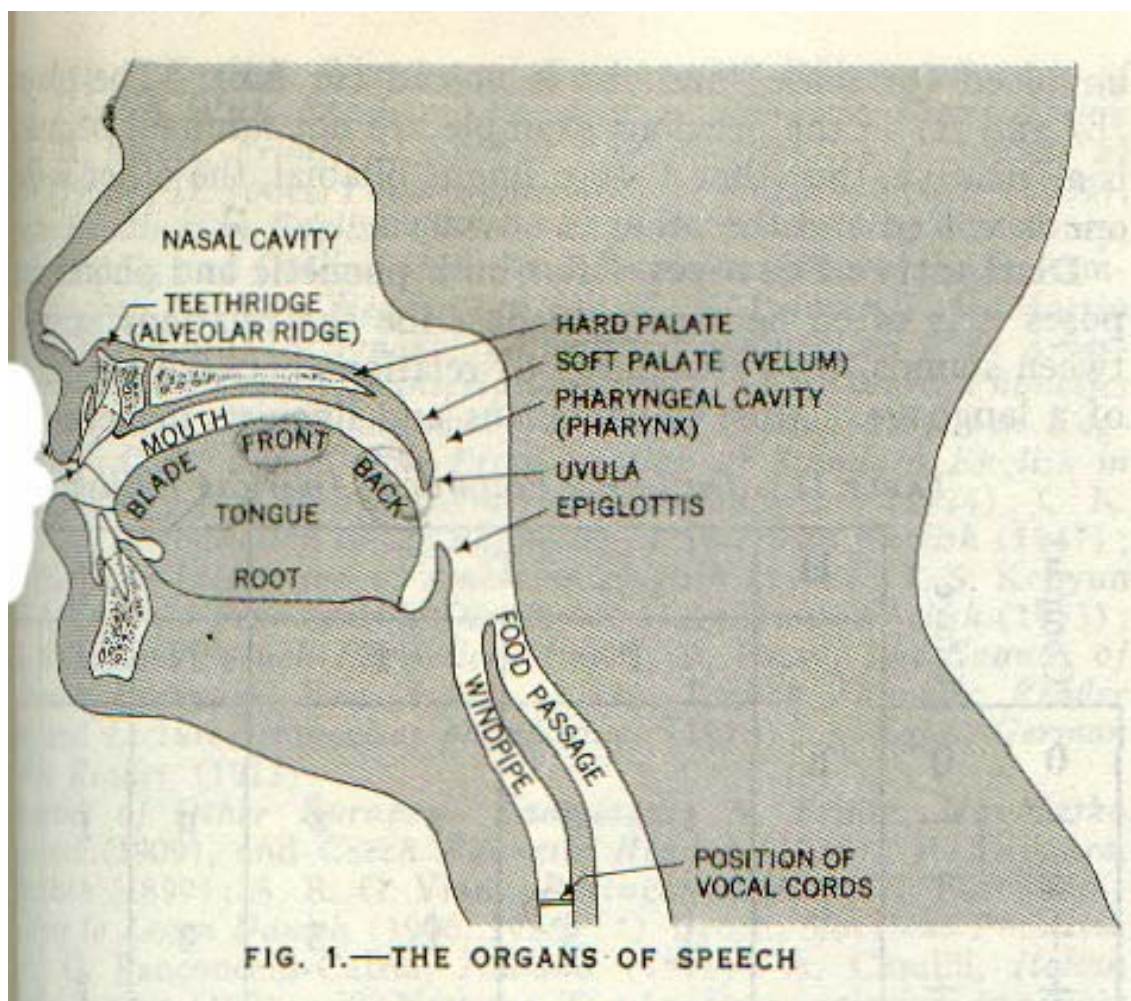 NASAL CAVITY
TEETHRIDGE
(ALVEOLAR RIDGE)
HARD PALATE
SOFT PALATE (VELUM)
PHARYNGEAL CAVITY
(PHARYNX)
UVULA
EPIGLOTTIS
MOUTH
FRONT
BLADE
BACK
TONGUE
ROOT
FOOD PASSAGE
WINDPIPE
POSITION OF
VOCAL CORDS
FIG. 1.—THE ORGANS OF SPEECH